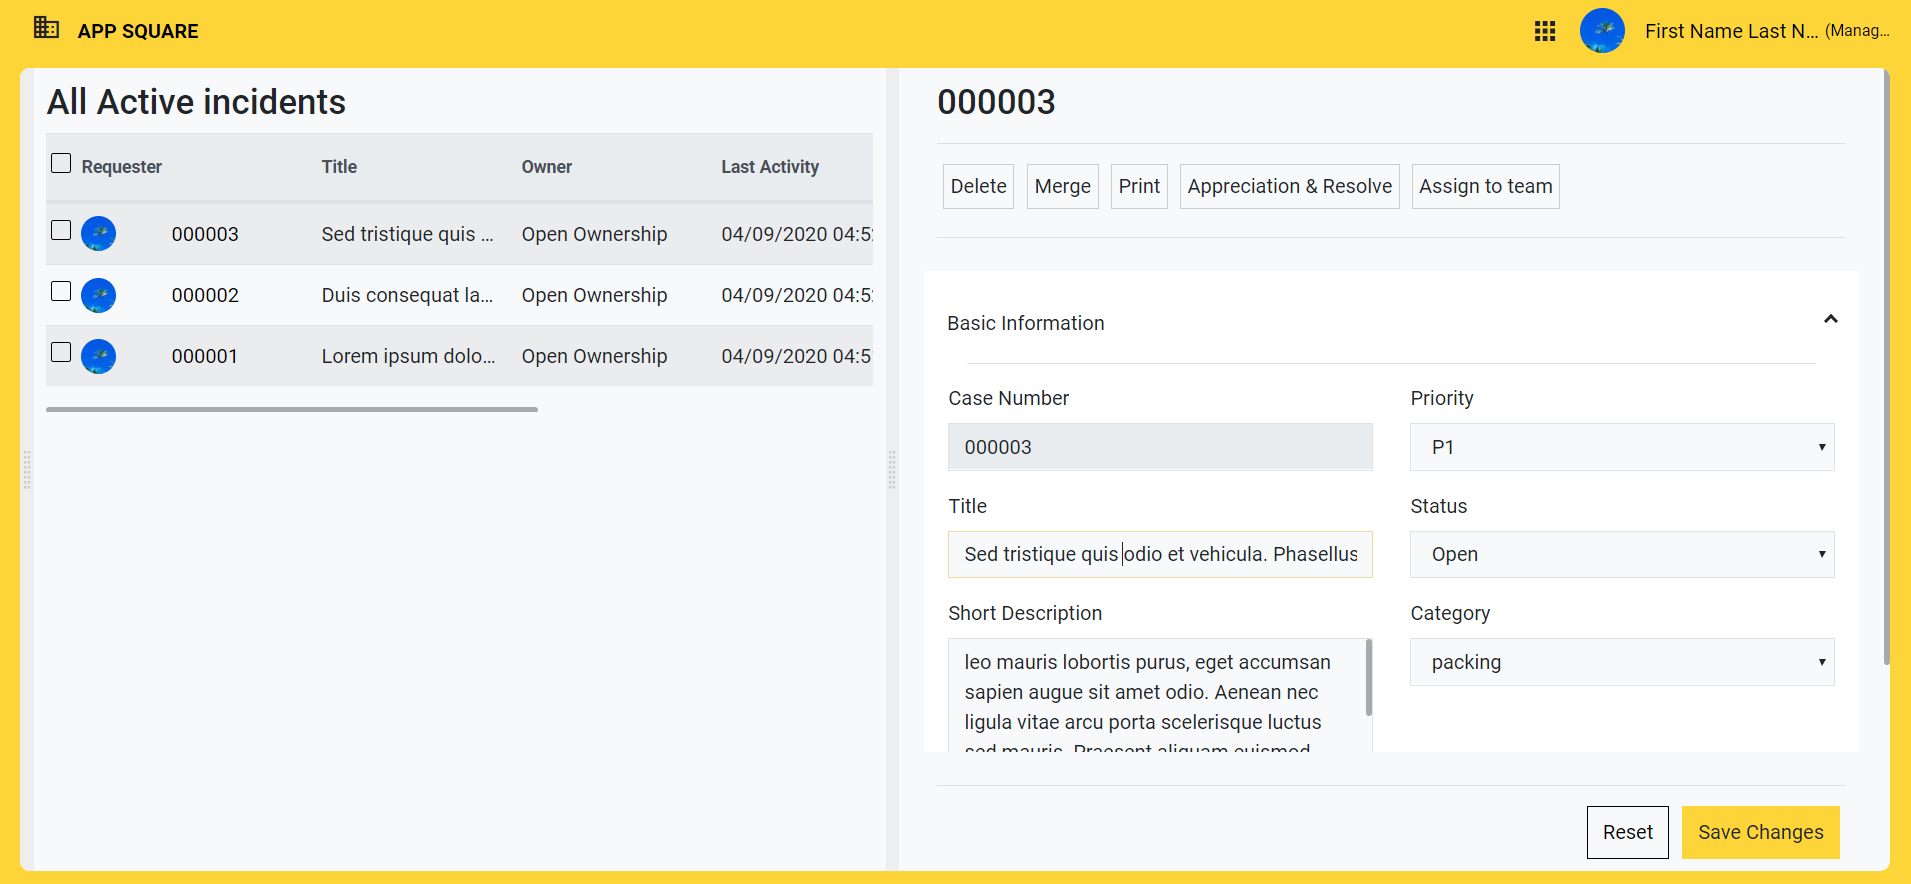 APP SQUARE
First Name Last N... (Manag...
All Active incidents
Requester Title Owner Last Activity
000003 Sed tristique quis ... Open Ownership 04/09/2020 04:5
000002 Duis consequat la... Open Ownership 04/09/2020 04:5
000001 Lorem ipsum dolo... Open Ownership 04/09/2020 04:5
000003
Delete Merge Print Appreciation & Resolve Assign to team
Basic Information
Case Number Priority
000003 P1
Title Status
Sed tristique quis odio et vehicula. Phasellus Open
Short Description Category
leo mauris lobortis purus, eget accumsan packing
sapien augue sit amet odio. Aenean nec
ligula vitae arcu porta scelerisque luctus
sed mauris. Praesent aliquam euismod
Reset Save Changes